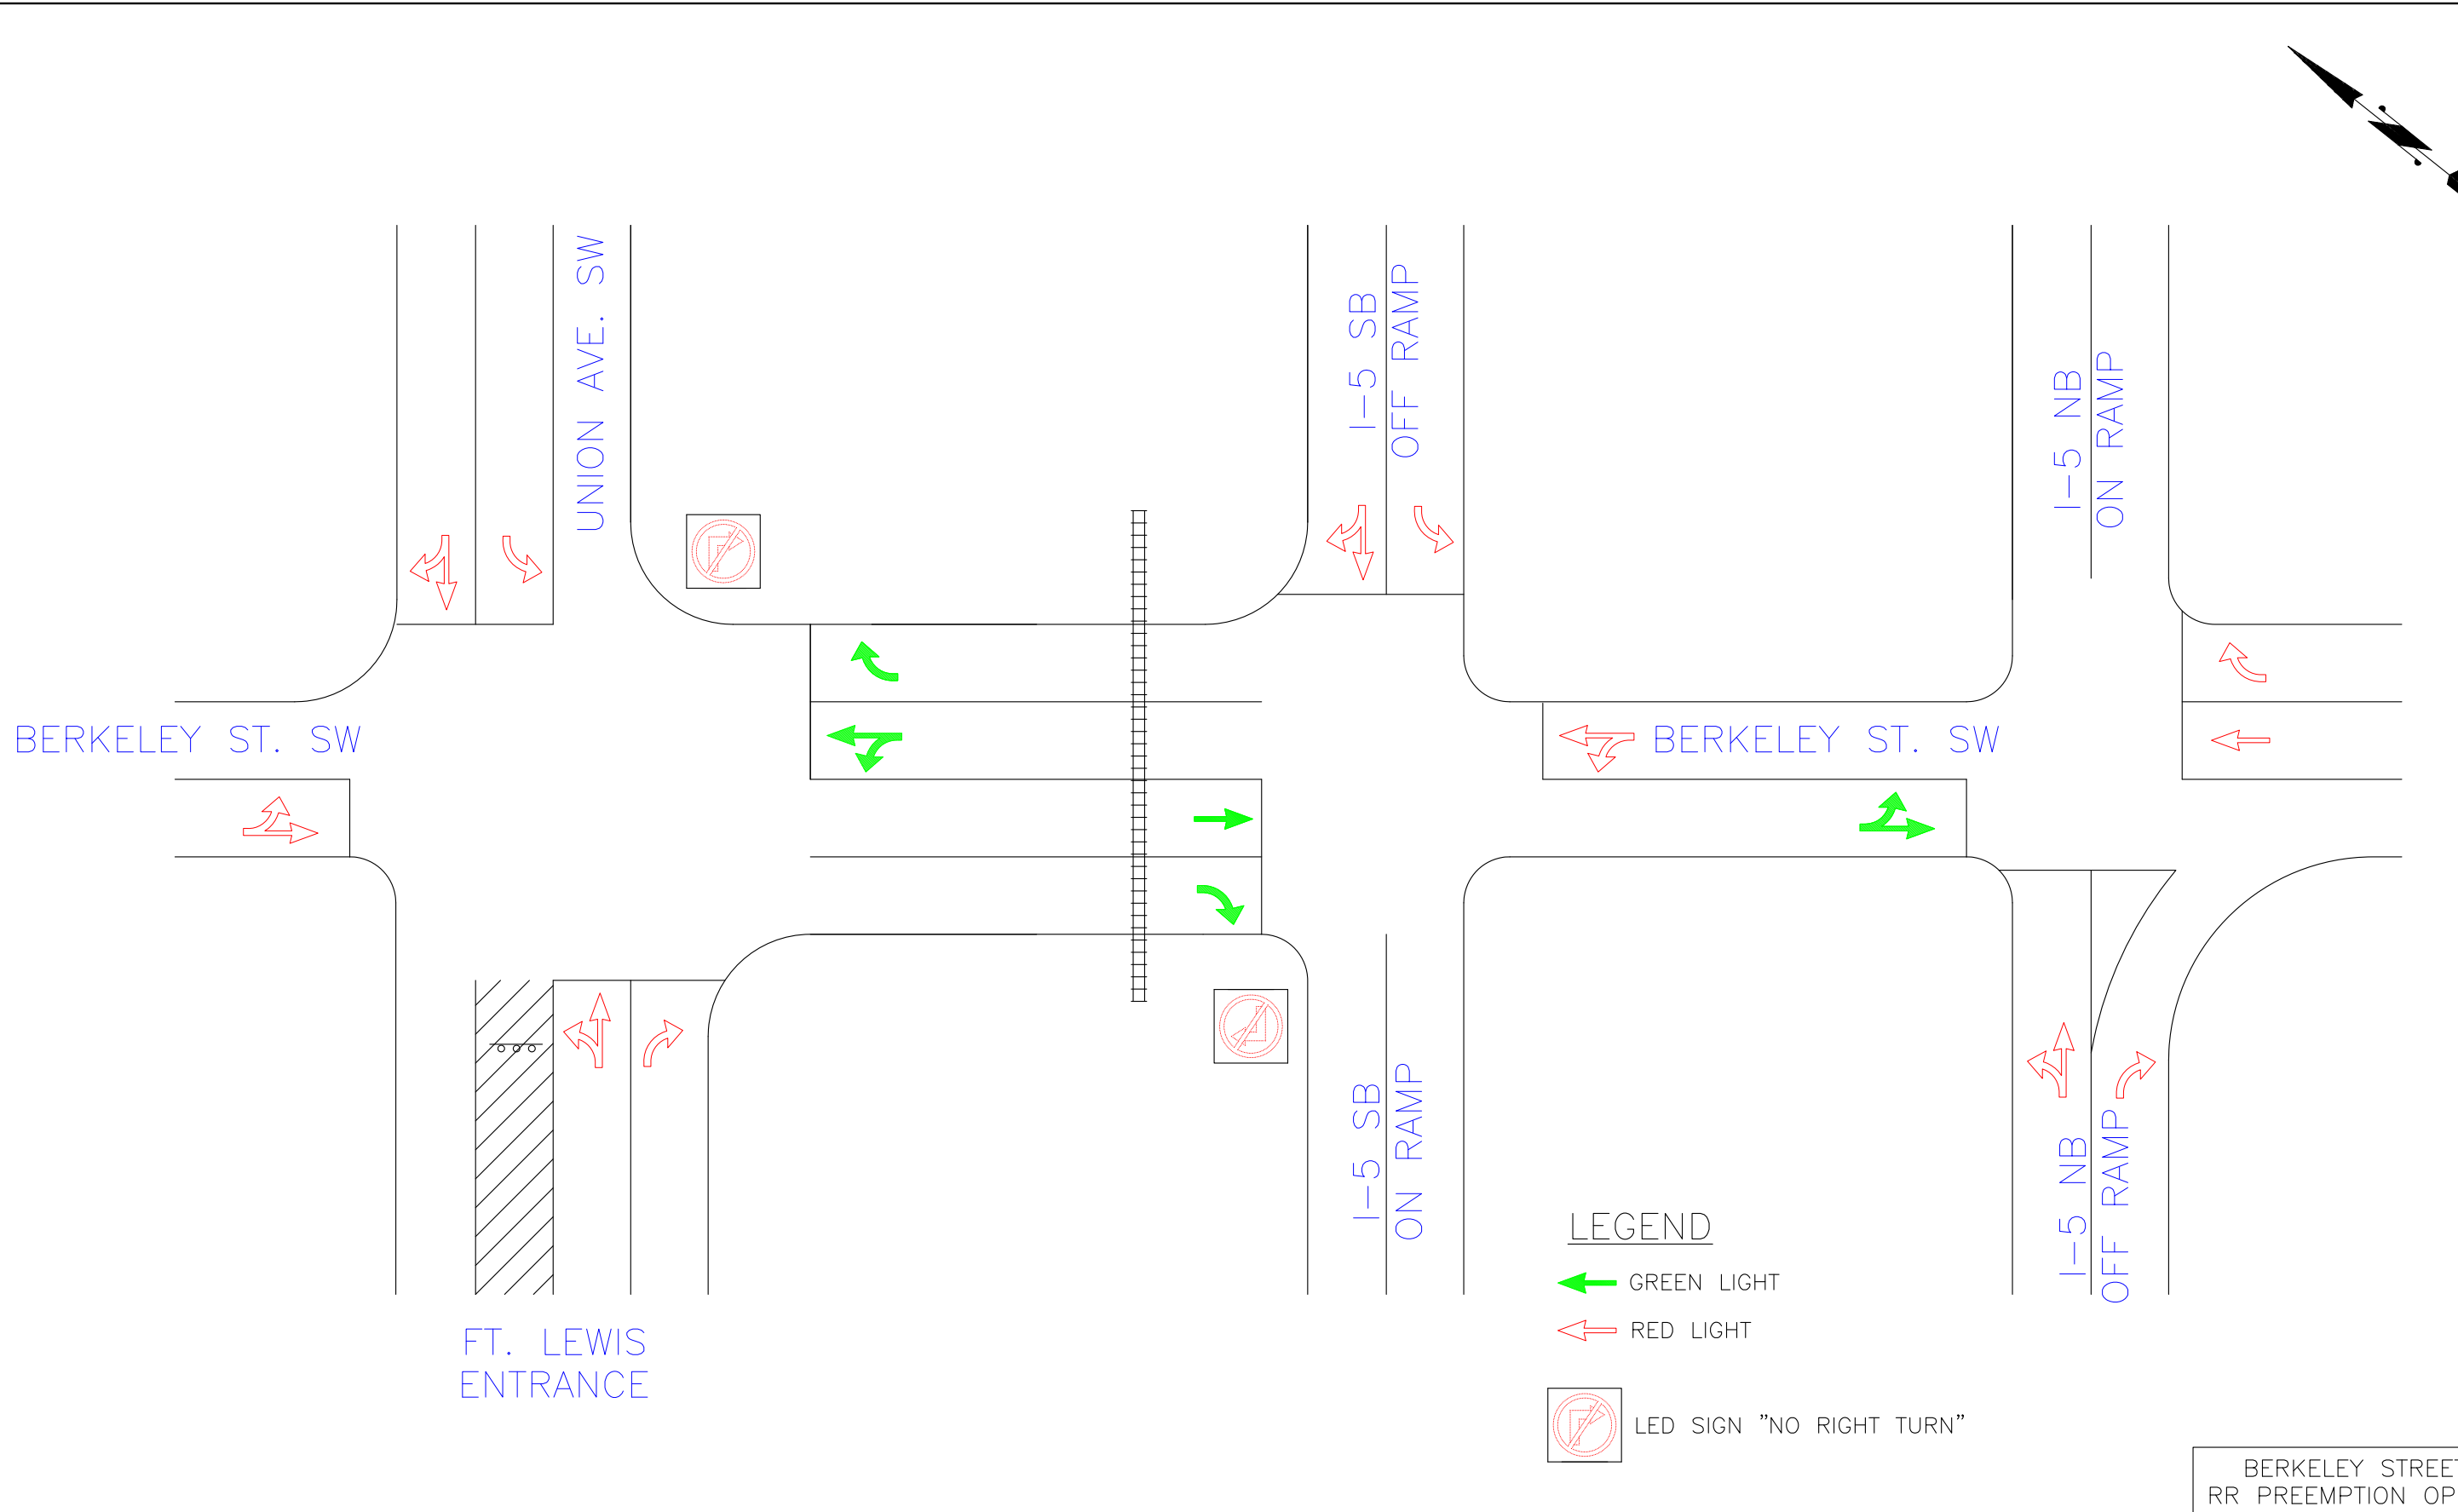 UNION AVE. SW
I-5 SB
OFF RAMP
I-5 NB
ON RAMP
BERKELEY ST. SW
BERKELEY ST. SW
I-5 SB
ON RAMP
I-5 NB
OFF RAMP
FT. LEWIS
ENTRANCE
LEGEND
GREEN LIGHT
RED LIGHT
LED SIGN "NO RIGHT TURN"
BERKELEY STREET
RR PREEMPTION OP